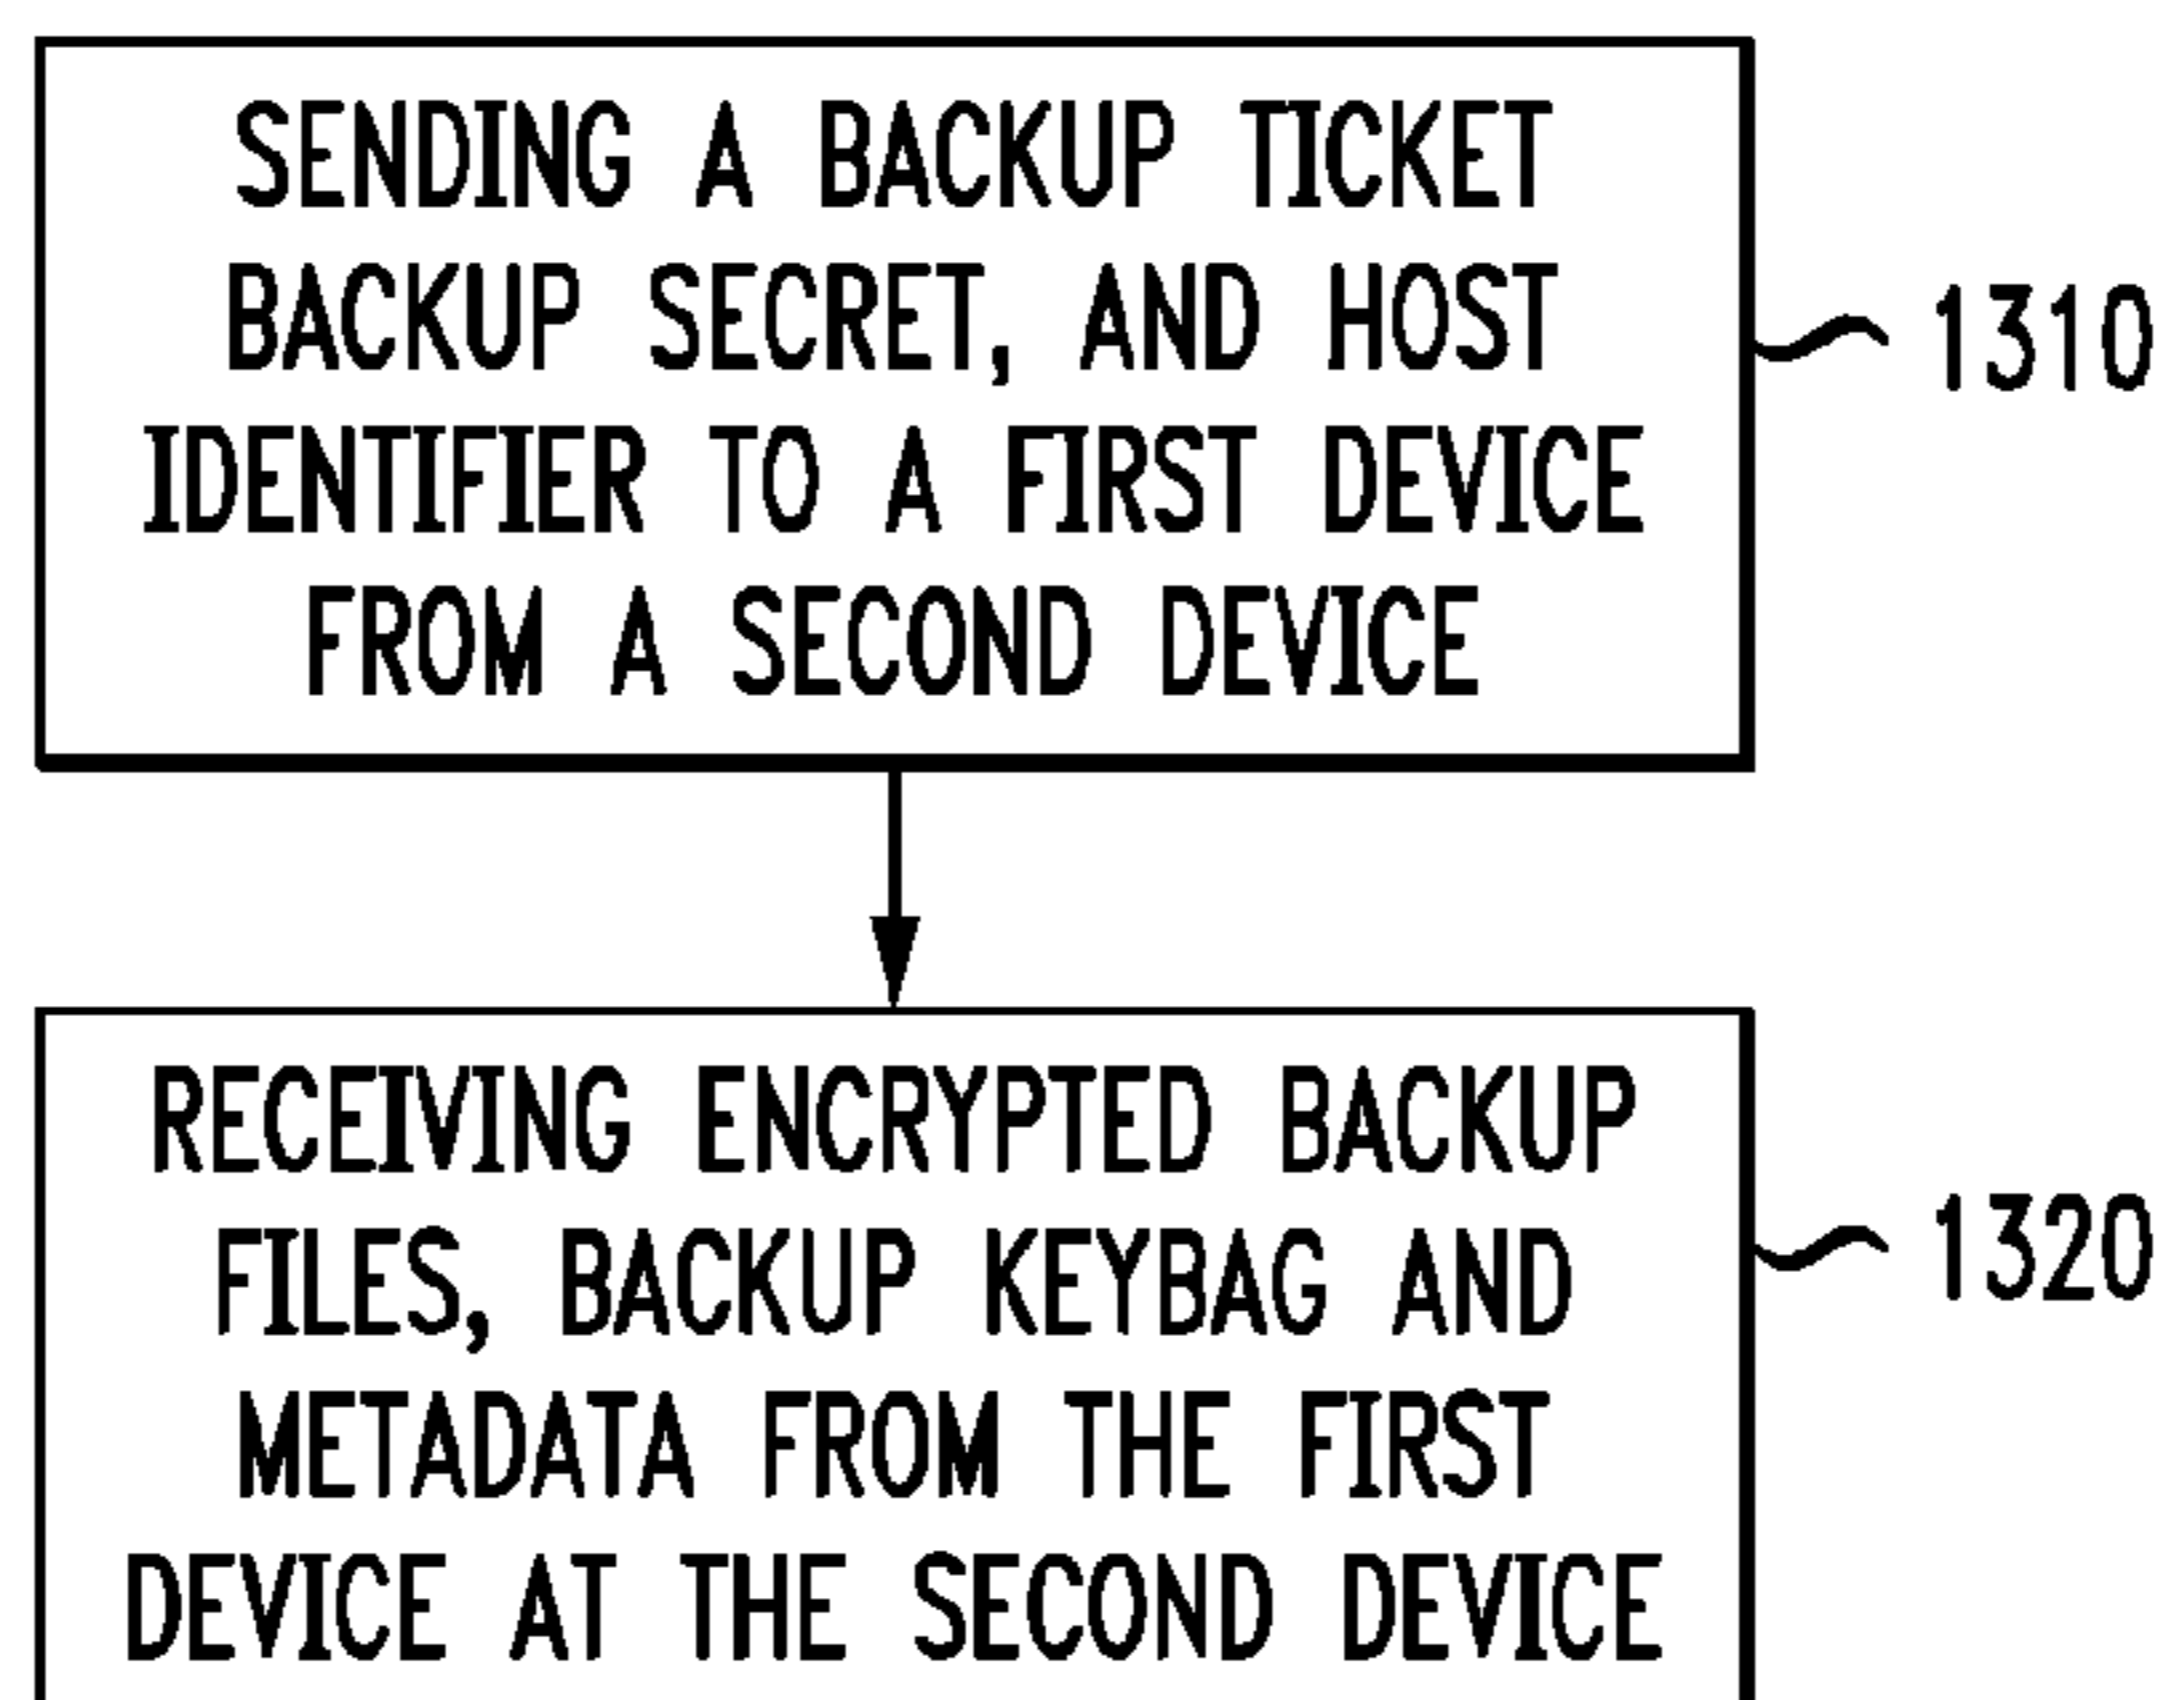 SENDING A BACKUP TICKET
BACKUP SECRET, AND HOST
IDENTIFIER TO A FIRST DEVICE
FROM A SECOND DEVICE
1310
RECEIVING ENCRYPTED BACKUP
FILES, BACKUP KEYBAG AND
METADATA FROM THE FIRST
DEVICE AT THE SECOND DEVICE
1320